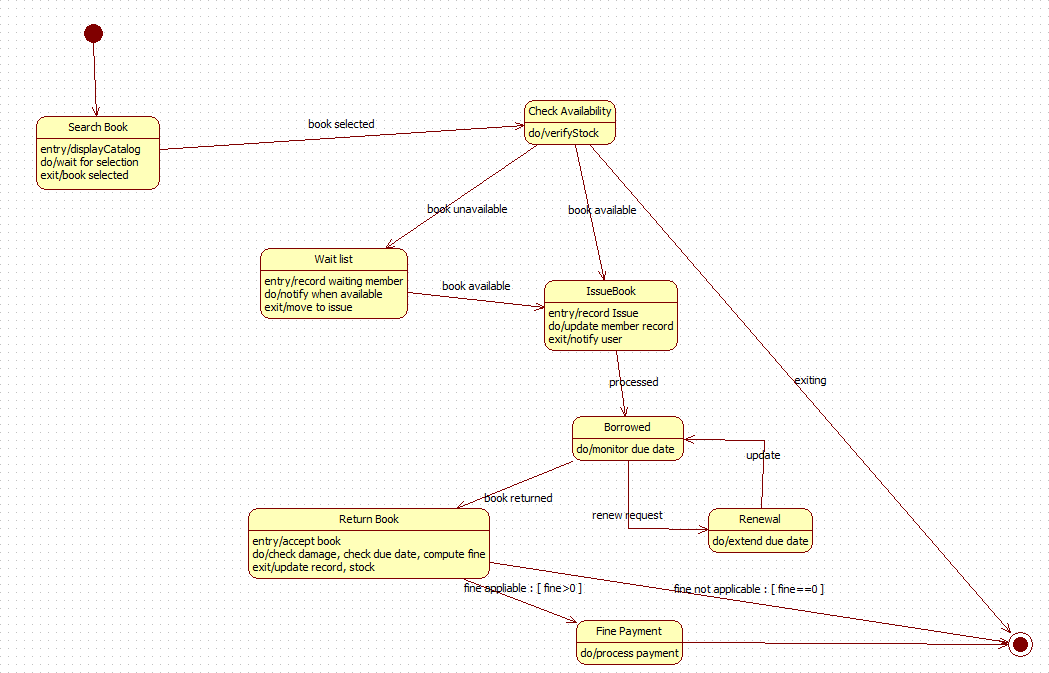 Search Book
entry/displayCatalog
do/wait for selection
exit/book selected
book selected
Check Availability
do/verifyStock
book unavailable
book available
exiting
Wait list
entry/record waiting member
do/notify when available
exit/move to issue
book available
IssueBook
entry/record Issue
do/update member record
exit/notify user
processed
Borrowed
do/monitor due date
update
book returned
renew request
Renewal
do/extend due date
Return Book
entry/accept book
do/check damage, check due date, compute fine
exit/update record, stock
fine appliable : [ fine>0 ]
fine not applicable : [ fine==0 ]
Fine Payment
do/process payment